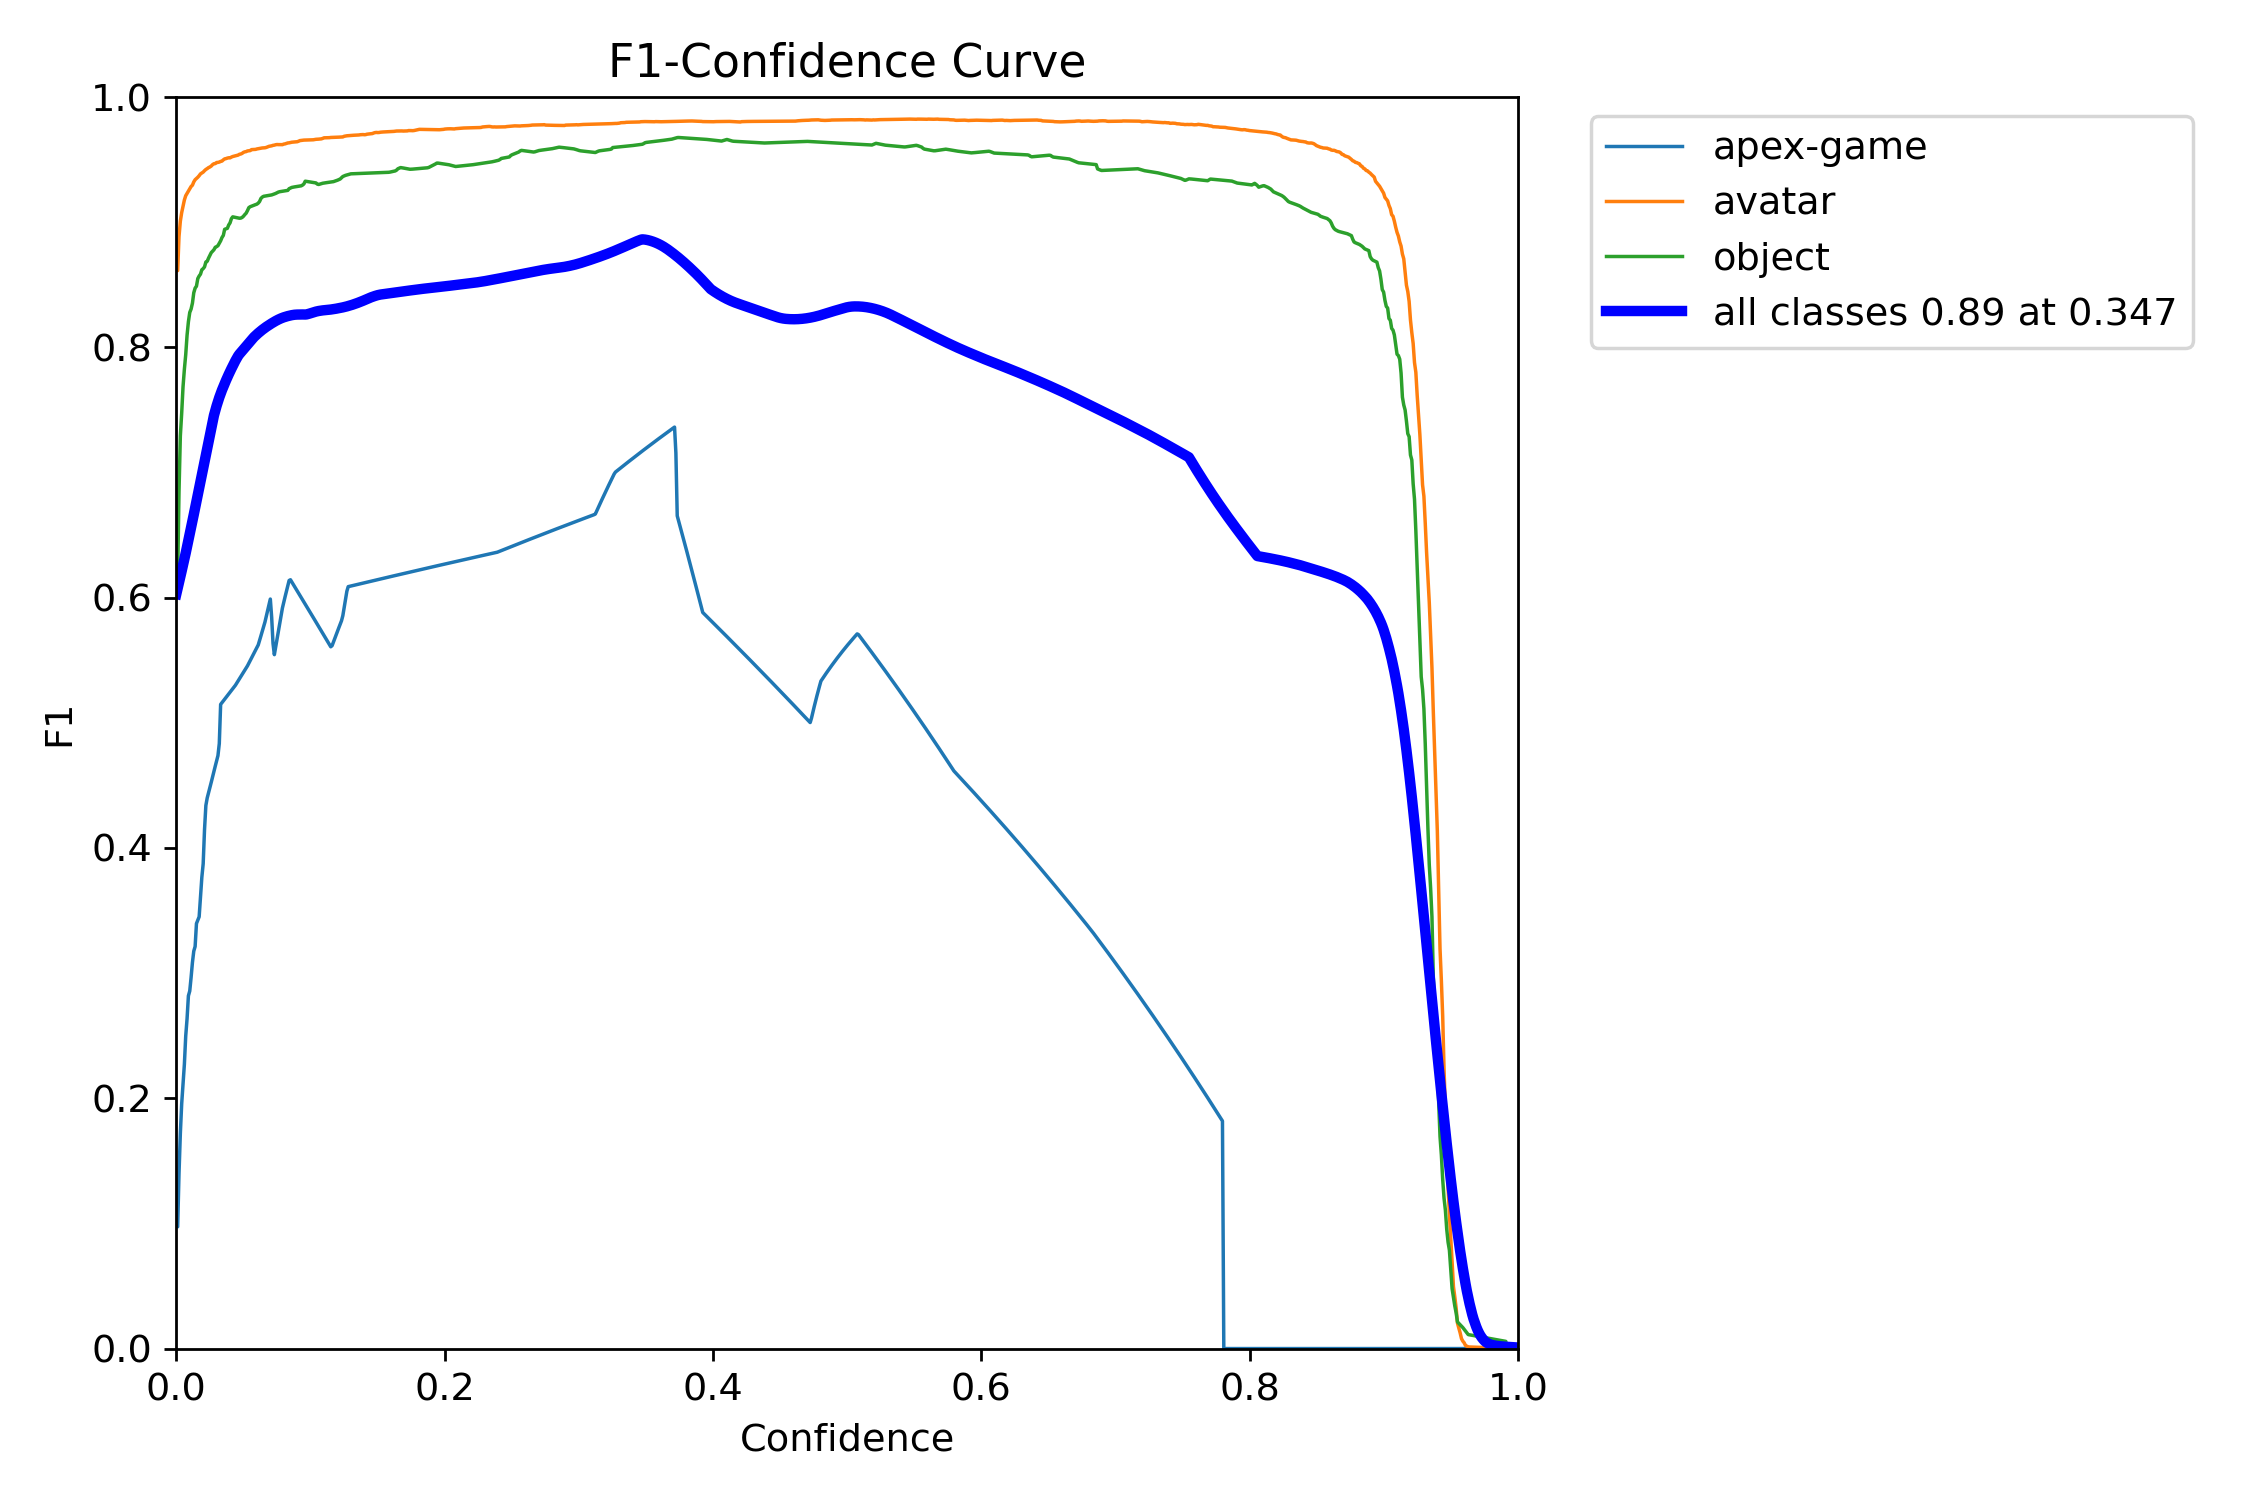 F1-Confidence Curve
1.0
0.8
0.6
0.4
0.2
0.0
F1
0.0 0.2 0.4 0.6 0.8 1.0
Confidence
apex-game
avatar
object
all classes 0.89 at 0.347